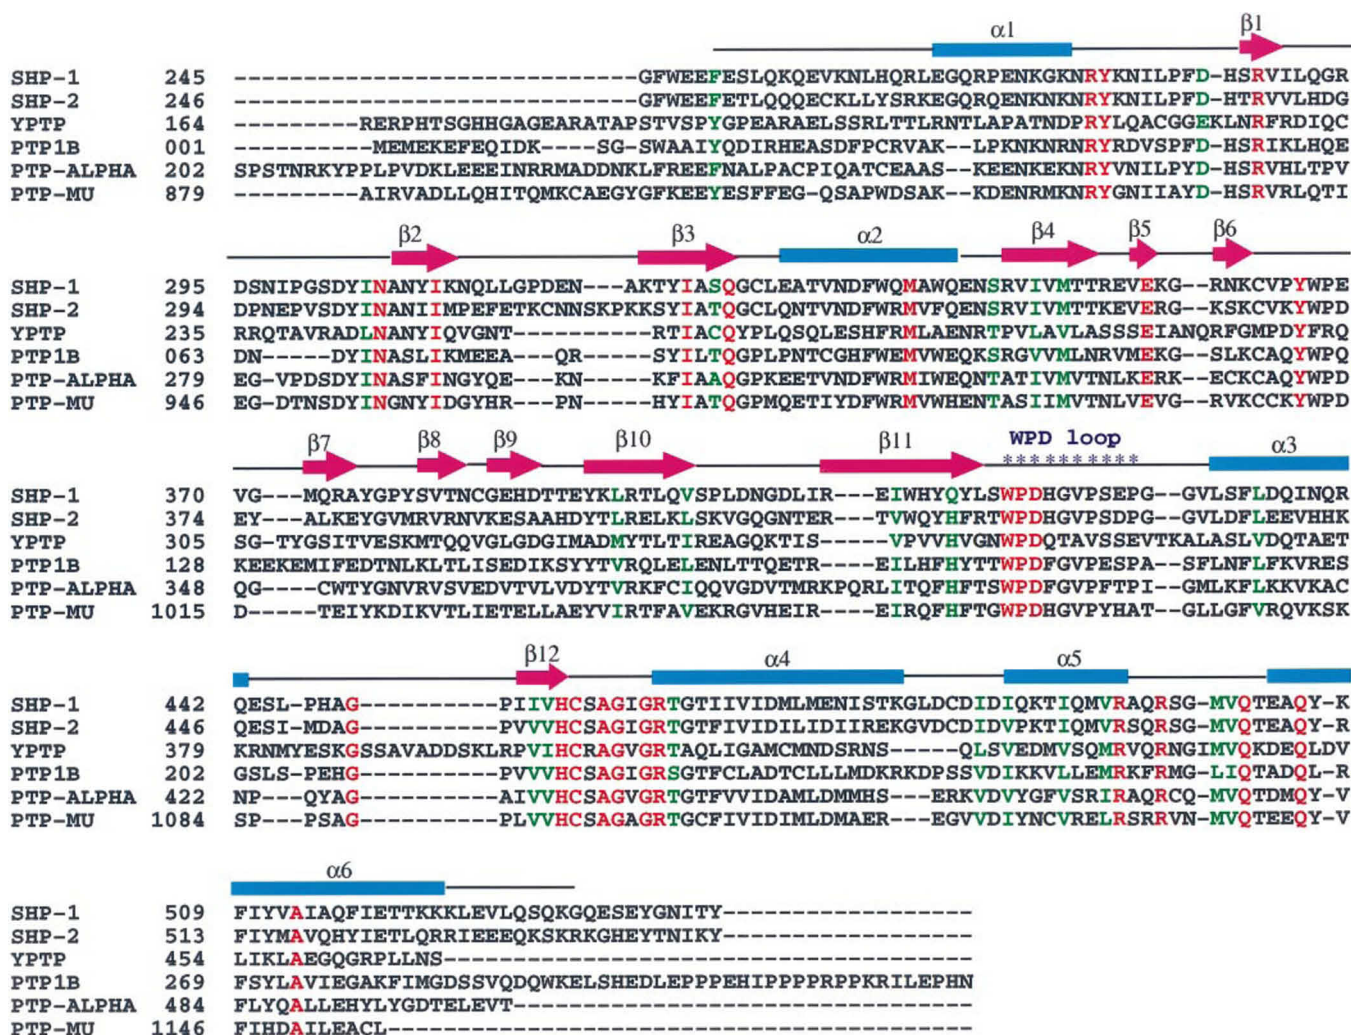 α1 β1
SHP-1 245 -----------------------------GFWEEFESLQKQEVKNLHQRLEGQRPENKGKNRYKNILPFD-HSRVILQGR
SHP-2 246 -----------------------------GFWEEFETLQQQECKLLYSRKEGQRQENKNKNRYKNILPFD-HTRVVLHDG
YPTP 164 ---------RERPHTSGHHGAGEARATAPSTVSPYGPEARAELSSRLTTLRNTLAPATNDPRYLQACGGEKLNRFRDIQC
PTP1B 001 ----------MEMEKEFEQIDK-----SG-SWAAIYQDIRHEASDFPCRVAK--LPKNKNRNRYRDVSPFD-HSRIKLHQE
PTP-ALPHA 202 SPSTNRKYPPLPVDKLEEEINRRMADDNKLFREEFNALPACPIQATCEAAS--KEENKEKNRYVNILPYD-HSRVHLTPV
PTP-MU 879 ---------AIRVADLLQHITQMKCAEGYGFKEEYESFFEG-QSAPWDSAK--KDENRMKNRYGNIIAYD-HSRVRLQTI
β2 β3 α2 β4 β5 β6
SHP-1 295 DSNIPGSDYINANYIKNQLLGPDEN---AKTYIASQGCLEATVNDFWQMAWQENSRVIVMTTREVEKG--RNKCVPYWPE
SHP-2 294 DPNEPVSDYINANIIMPEFETKCNNSKPKKSYIATQGCLQNTVNDFWRMVFQENSRVIVMTTKEVERG--KSKCVKYWPD
YPTP 235 RRQTAVRADLNANYIQVGNT--------RTIACQYPLQSQLESHFRMLAENRTPVLAVLASSSEIANQRFGMPDYFRQ
PTP1B 063 DN-----DYINASLIKMEEA---QR-----SYILTQGPLPNTCGHFWEMVWEQKSRGVVMLNRVMEKG--SLKCAQYWPQ
PTP-ALPHA 279 EG-VPDSDYINASFINGYQE---KN-----KFIAAQGPKEETVNDFWRMIWEQNTATIVMVTNLKERK--ECKCAQYWPD
PTP-MU 946 EG-DTNSDYINGNYIDGYHR---PN-----HYIATQGPMQETIYDFWRMVWHENTASIIMVTNLVEVG--RVKCCKYWPD
β7 β8 β9 β10 β11 WPD loop α3
**********
SHP-1 370 VG---MQRAYGPYSVTNCGEHDTTEYKLRTLQVSPLDNGDLIR---EIWHYQYLSWPDHGVPSEPG--GVLSFLDQINQR
SHP-2 374 EY---ALKEYGVMRVRNVKESAAHDYTLRELKLSKVGQGNTER---TVWQYHFRTWPDHGVPSDPG--GVLDFLEEVHHK
YPTP 305 SG-TYGSITVESKMTQQVGLGDGIMADMYTLTIREAGQKTIS----VPVVHVGNWPDQTAVSSEVTKALASLVDQTAET
PTP1B 128 KEEKEMIFEDTNLKLTLISEDIKSYYTVRQLELENLTTQETR----EILHFHYTTWPDFGVPESPA--SFLNFLFKVRES
PTP-ALPHA 348 QG----CWTYGNVRVSVEDVTVLVDYTVRKFCIQQVGDVTMRKPQRLITQFHFTSWPDFGVPFTPI--GMLKFLKKVKAC
PTP-MU 1015 D-----TEIYKDIKVTLIETELLAEYVIRTFAVEKRGVHEIR----EIRQFHFTGWPDHGVPYHAT--GLLGFVRQVKSK
β12 α4 α5
SHP-1 442 QESL-PHAG----------PIIVHCSAGIGRTGTIIVIDMLMENISTKGLDCDIDIQKTIQMVRAQRSG-MVQTEAQY-K
SHP-2 446 QESI-MDAG----------PVVVHCSAGIGRTGTFIVIDILIDIIREKGVDCDIDVPKTIQMVRSQRSG-MVQTEAQY-R
YPTP 379 KRNMYESKGSSAVADDSKLRPVIHCRAGVGRTAQLIGAMCMNDSRNS-----QLSVEDMVSQMRVQRNGIMVQKDEQLDV
PTP1B 202 GSLS-PEHG----------PVVVHCSAGIGRSGTFCLADTCLLLMDKRKDPSSVDIKKVLLEMRKFRMG-LIQTADQL-R
PTP-ALPHA 422 NP---QYAG----------AIVVHCSAGVGRTGTFVVIDAMLDMMHS---ERKVDVYGFVSRIRAQRCQ-MVQTDMQY-V
PTP-MU 1084 SP---PSAG----------PLVVHCSAGAGRTGCFIVIDIMLDMAER---EGVVDIYNCVRELRSRRVN-MVQTEEQY-V
α6
SHP-1 509 FIYVAIAQFIETTKKKLEVLQSQKGQESEYGNITY------------------
SHP-2 513 FIYMAVQHYIETLQRRIEEEQKSKRKGHEYTNIKY------------------
YPTP 454 LIKLAEGQGRPLLNS--------------------------------------
PTP1B 269 FSYLAVIEGAKFIMGDSSVQDQWKELSHEDLEPPPEHIPPPPRPPKRILEPHN
PTP-ALPHA 484 FLYQALLEHYLYGDTELEVT---------------------------------
PTP-MU 1146 FIHDAILEACL------------------------------------------